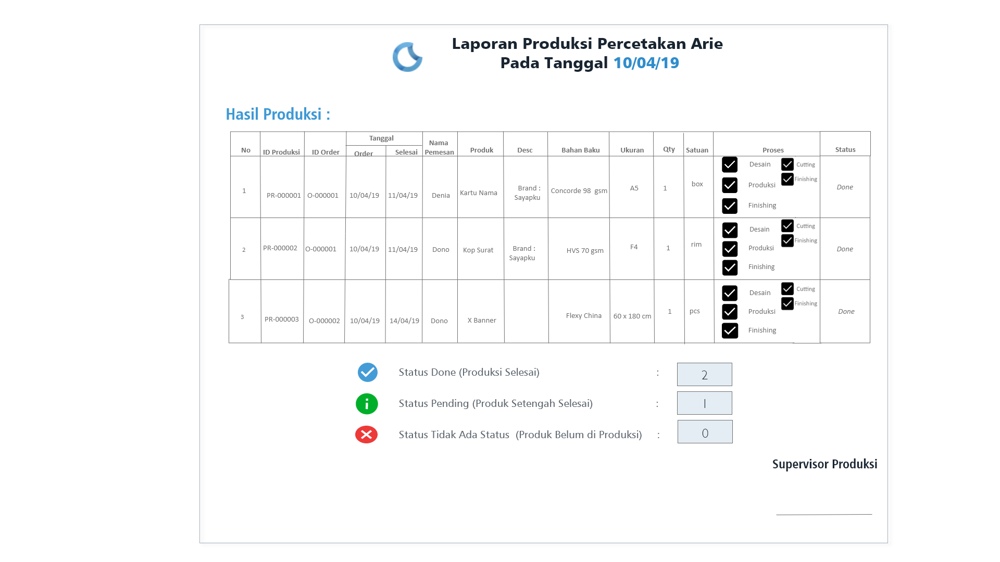 Laporan Produksi Percetakan Arie
Pada Tanggal 10/04/19
Hasil Produksi :
No ID Produksi ID Order Tanggal Order Selesai Nama Pemesan Produk Desc Bahan Baku Ukuran Qty Satuan Proses Status
1 PR-000001 O-000001 10/04/19 11/04/19 Denia Kartu Nama Brand : Sayapku Concorde 98 gsm A5 1 box Desain Cutting Produksi Finishing Finishing Done
2 PR-000002 O-000001 10/04/19 11/04/19 Dono Kop Surat Brand : Sayapku HVS 70 gsm F4 1 rim Desain Cutting Produksi Finishing Finishing Done
3 PR-000003 O-000002 10/04/19 14/04/19 Dono X Banner Flexy China 60 x 180 cm 1 pcs Desain Cutting Produksi Finishing Finishing Done
Status Done (Produksi Selesai) : 2
Status Pending (Produk Setengah Selesai) : 1
Status Tidak Ada Status (Produk Belum di Produksi) : 0
Supervisor Produksi